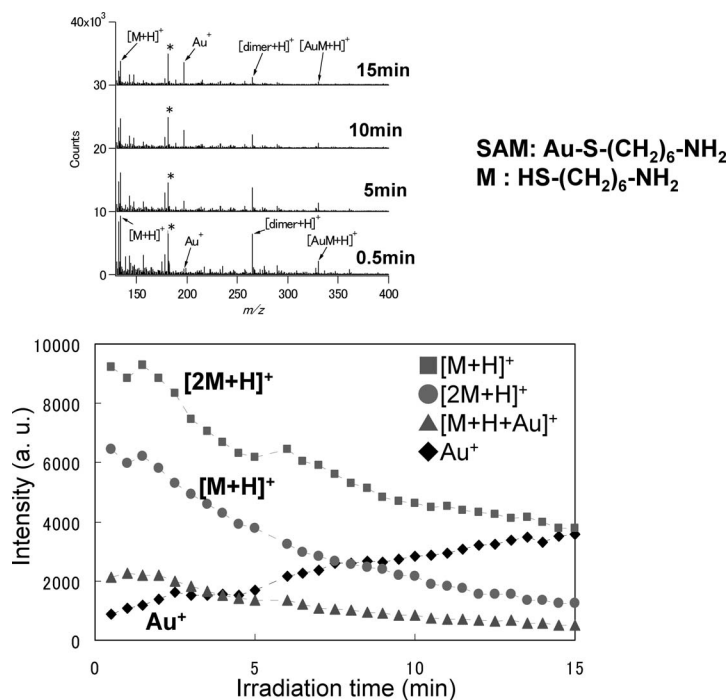 40x10³
[M+H]⁺
*
Au⁺
[dimer+H]⁺
[AuM+H]⁺
15min
30
*
10min
20
Counts
*
5min
10
[M+H]⁺
*
Au⁺
[dimer+H]⁺
[AuM+H]⁺
0.5min
0
150 200 250 300 350 400
m/z
SAM: Au-S-(CH₂)₆-NH₂
M : HS-(CH₂)₆-NH₂
10000
8000
6000
4000
2000
0
Intensity (a. u.)
[2M+H]⁺
[M+H]⁺
Au⁺
[M+H]⁺
[2M+H]⁺
[M+H+Au]⁺
Au⁺
0 5 10 15
Irradiation time (min)